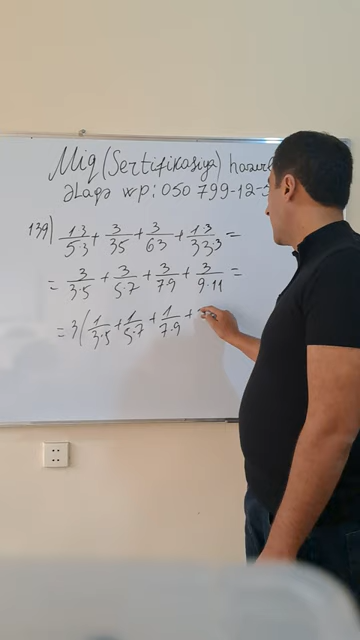 Miq (Sertifikasiya) hazırl
Əlaqə wp: 050 799-12-5
139) 1·3/5·3 + 3/35 + 3/63 + 1·3/33·3 =
= 3/3·5 + 3/5·7 + 3/7·9 + 3/9·11 =
= 3(1/3·5 + 1/5·7 + 1/7·9 +